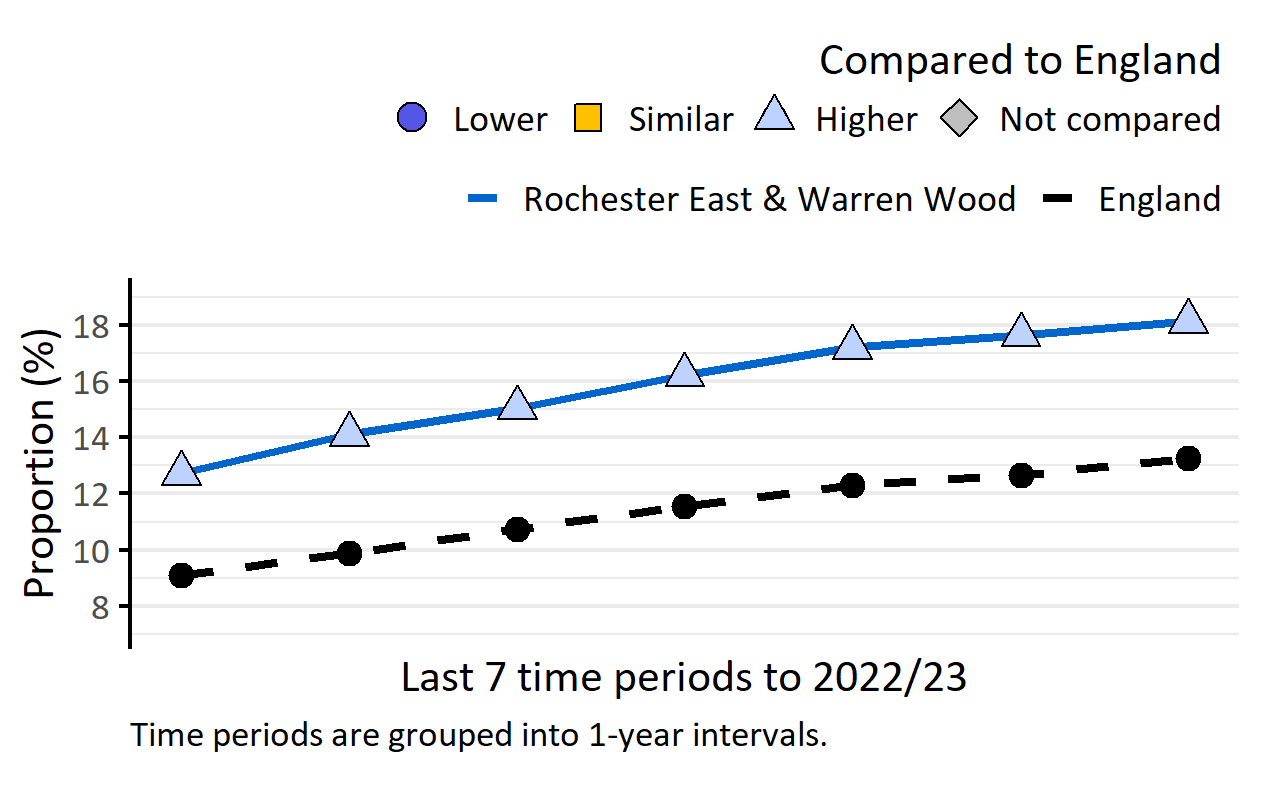 Compared to England
Lower Similar Higher Not compared
Rochester East & Warren Wood England
Proportion (%)
18
16
14
12
10
8
Last 7 time periods to 2022/23
Time periods are grouped into 1-year intervals.